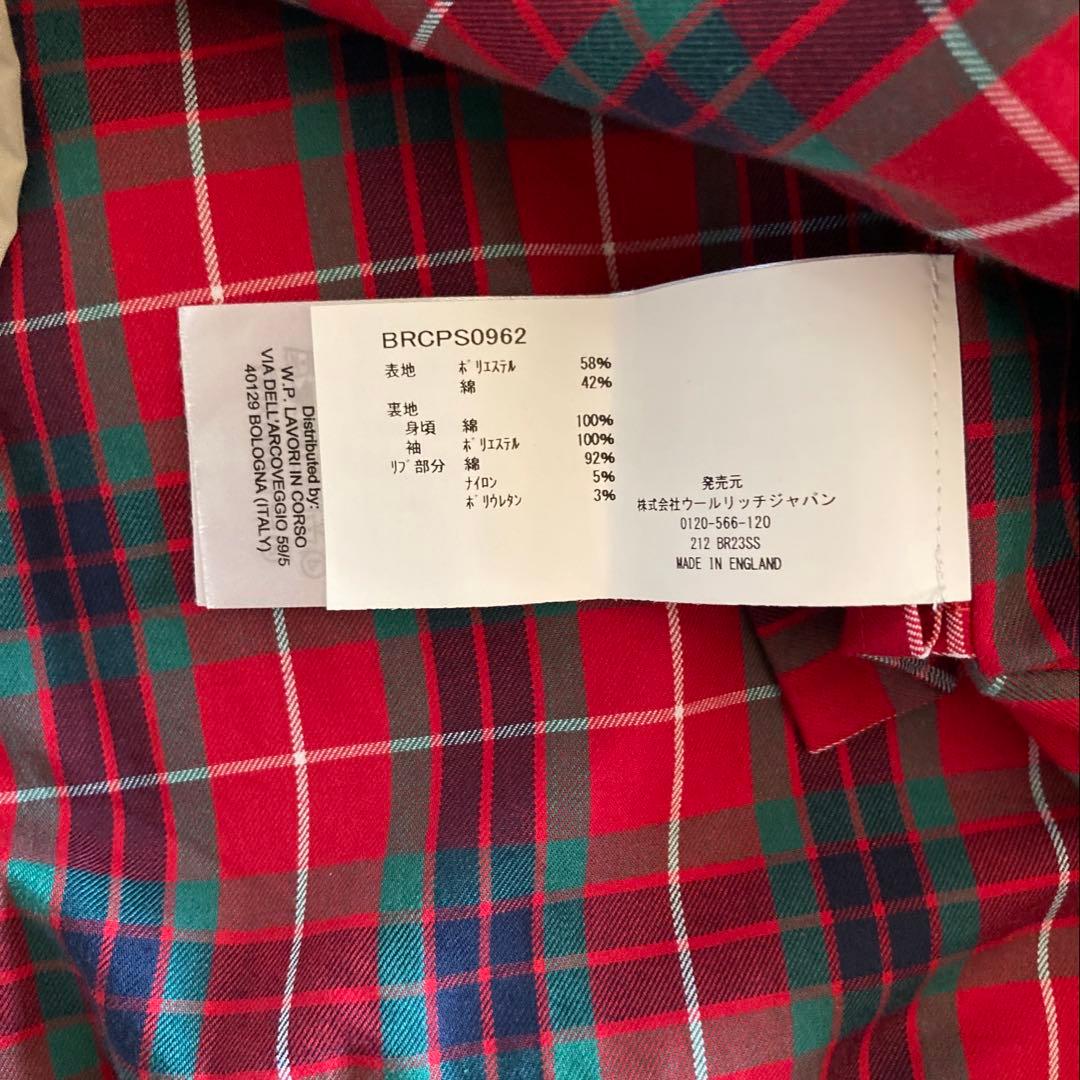 BRCPS0962
表地 ポリエステル 58%
綿 42%
裏地
身頃 綿 100%
袖 ポリエステル 100%
リブ部分 綿 92%
ナイロン 5%
ポリウレタン 3%
発売元
株式会社ウールリッチジャパン
0120-566-120
212 BR23SS
MADE IN ENGLAND
Distributed by:
W.P. LAVORI IN CORSO
VIA DELL'ARCOVEGGIO 59/5
40129 BOLOGNA (ITALY)